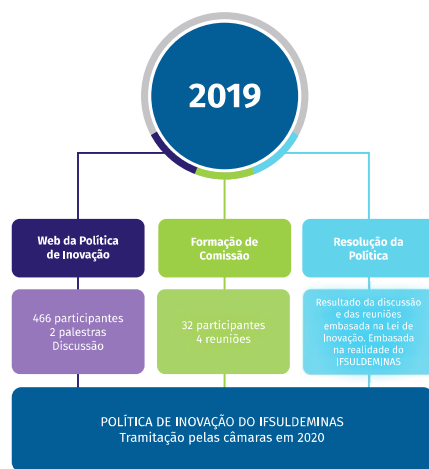 2019
Web da Política
de Inovação
Formação de
Comissão
Resolução da
Política
466 participantes
2 palestras
Discussão
32 participantes
4 reuniões
Resultado da discussão
e das reuniões
embasada na Lei de
Inovação. Embasada
na realidade do
IFSULDEMINAS
POLÍTICA DE INOVAÇÃO DO IFSULDEMINAS
Tramitação pelas câmaras em 2020